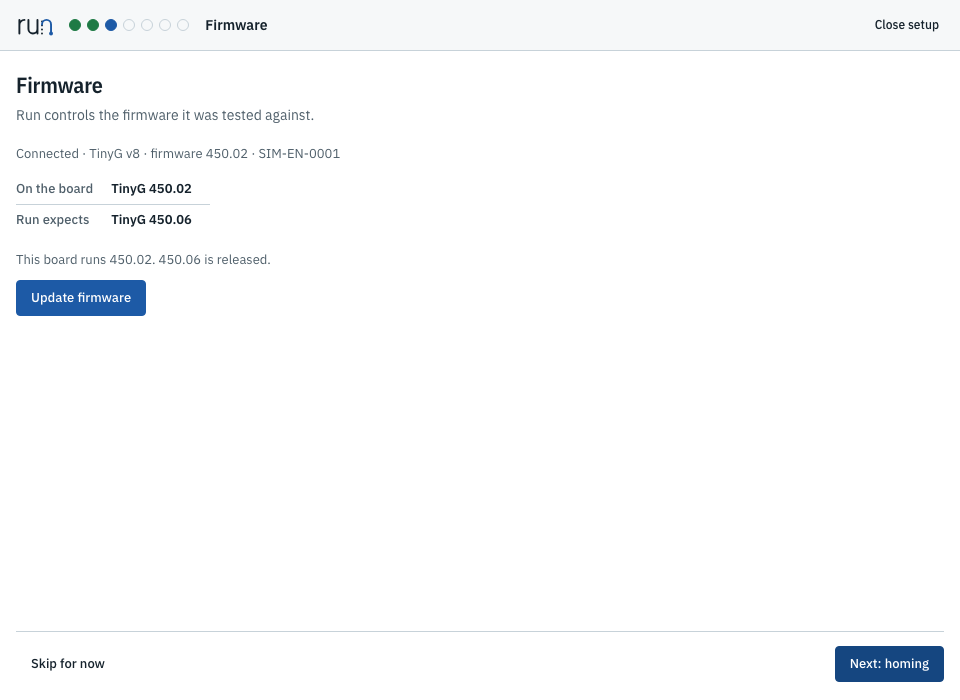 run Firmware Close setup
Firmware
Run controls the firmware it was tested against.
Connected · TinyG v8 · firmware 450.02 · SIM-EN-0001
On the board TinyG 450.02
Run expects TinyG 450.06
This board runs 450.02. 450.06 is released.
Update firmware
Skip for now Next: homing